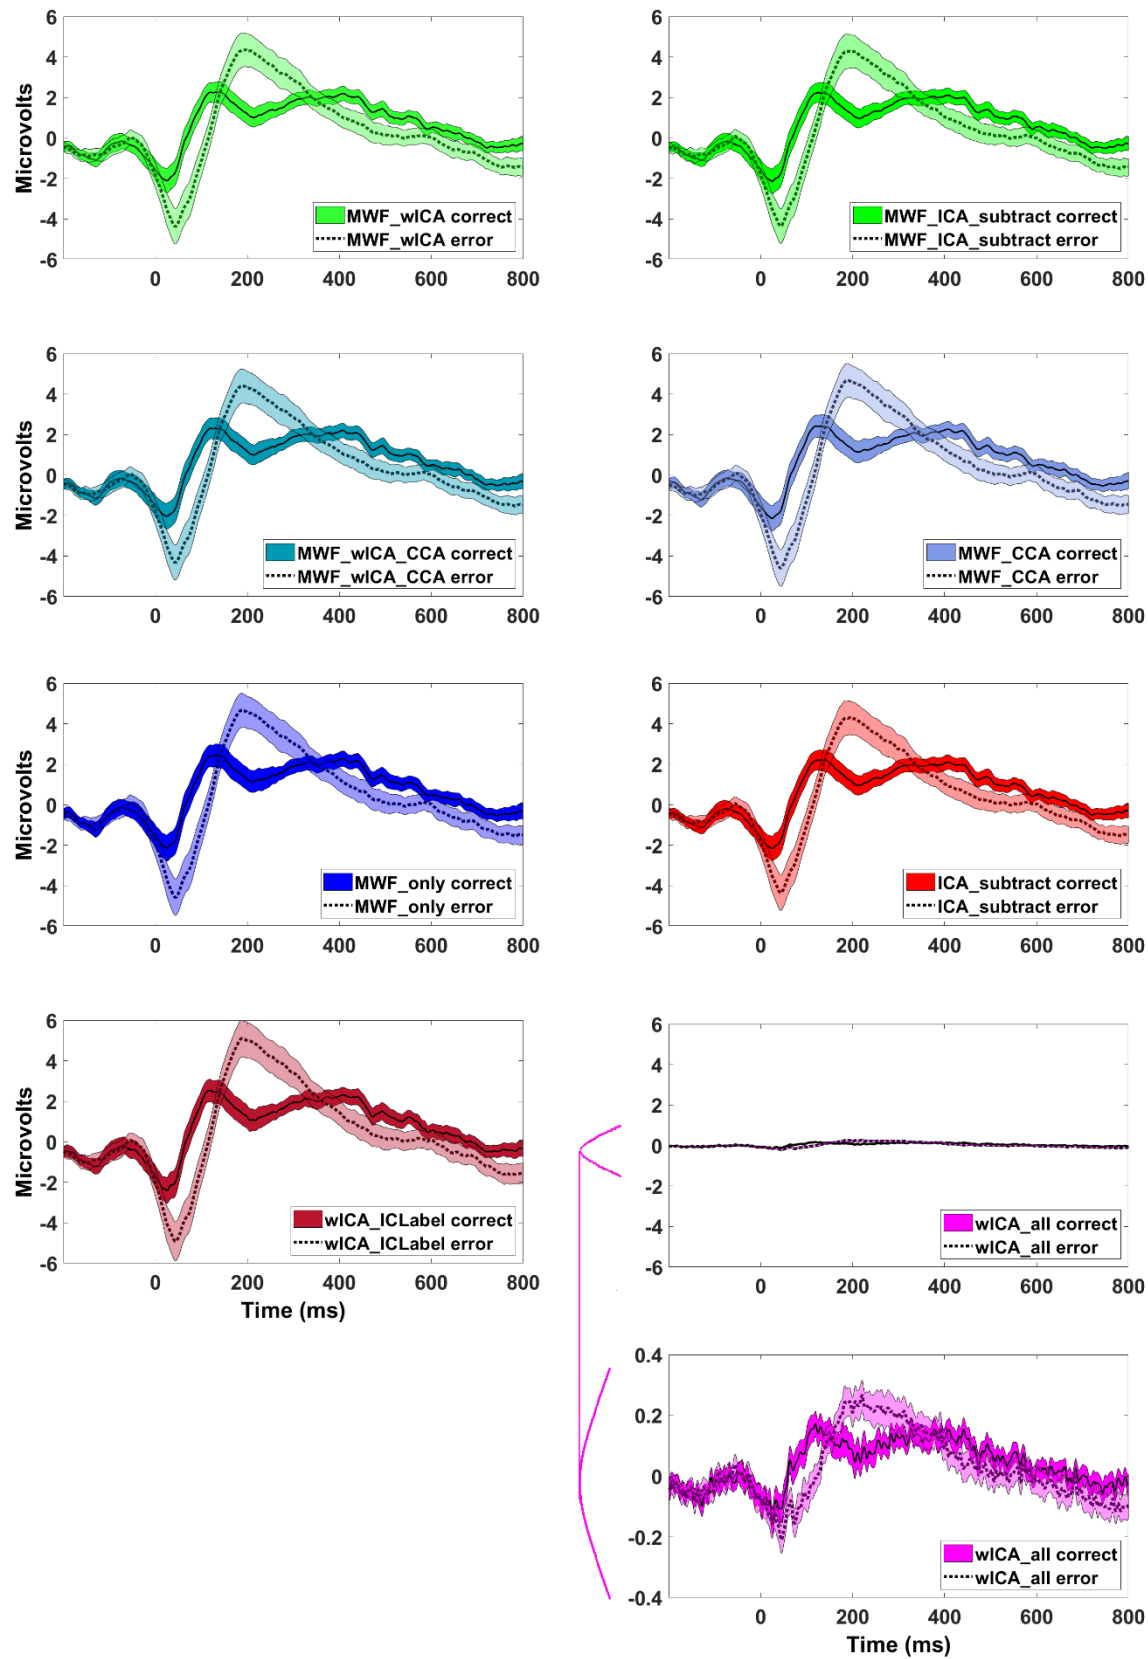 6
4
2
0
-2
-4
-6
Microvolts
MWF_wICA correct
MWF_wICA error
0 200 400 600 800
6
4
2
0
-2
-4
-6
MWF_ICA_subtract correct
MWF_ICA_subtract error
0 200 400 600 800
6
4
2
0
-2
-4
-6
Microvolts
MWF_wICA_CCA correct
MWF_wICA_CCA error
0 200 400 600 800
6
4
2
0
-2
-4
-6
MWF_CCA correct
MWF_CCA error
0 200 400 600 800
6
4
2
0
-2
-4
-6
Microvolts
MWF_only correct
MWF_only error
0 200 400 600 800
6
4
2
0
-2
-4
-6
ICA_subtract correct
ICA_subtract error
0 200 400 600 800
6
4
2
0
-2
-4
-6
Microvolts
wICA_ICLabel correct
wICA_ICLabel error
0 200 400 600 800
Time (ms)
6
4
2
0
-2
-4
-6
wICA_all correct
wICA_all error
0 200 400 600 800
0.4
0.2
0
-0.2
-0.4
wICA_all correct
wICA_all error
0 200 400 600 800
Time (ms)